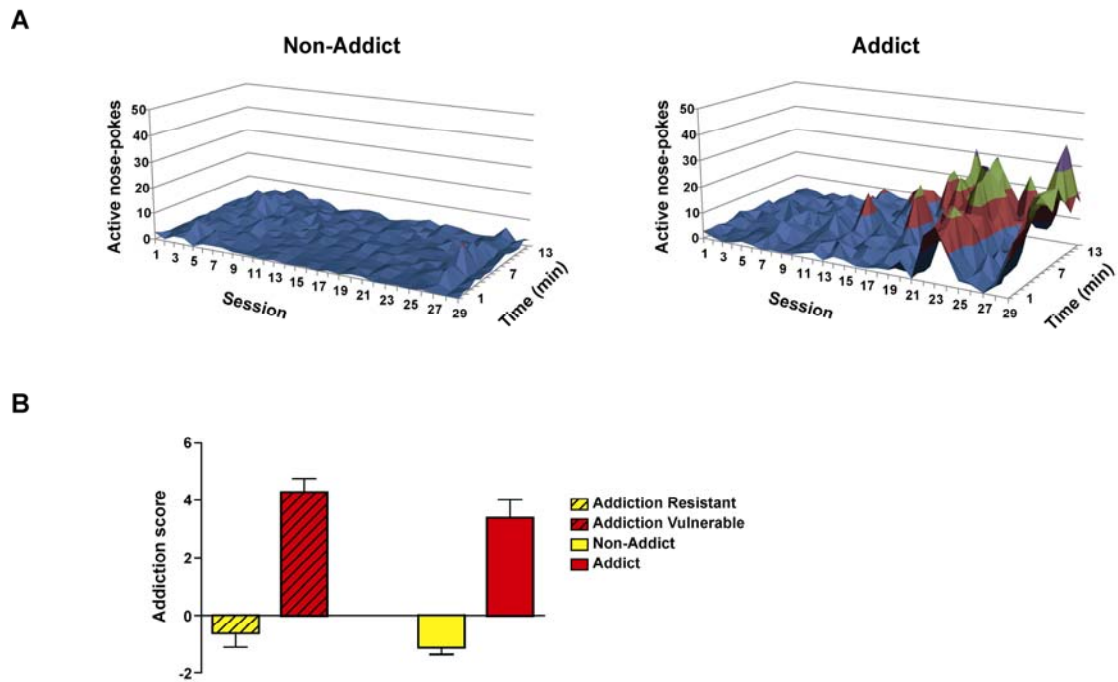 A
Non-Addict
Addict
Active nose-pokes
50
40
30
20
10
0
1 3 5 7 9 11 13 15 17 19 21 23 25 27 29
Session
1 7 13
Time (min)
Active nose-pokes
50
40
30
20
10
0
1 3 5 7 9 11 13 15 17 19 21 23 25 27 29
Session
1 7 13
Time (min)
B
Addiction score
6
4
2
0
-2
Addiction Resistant
Addiction Vulnerable
Non-Addict
Addict